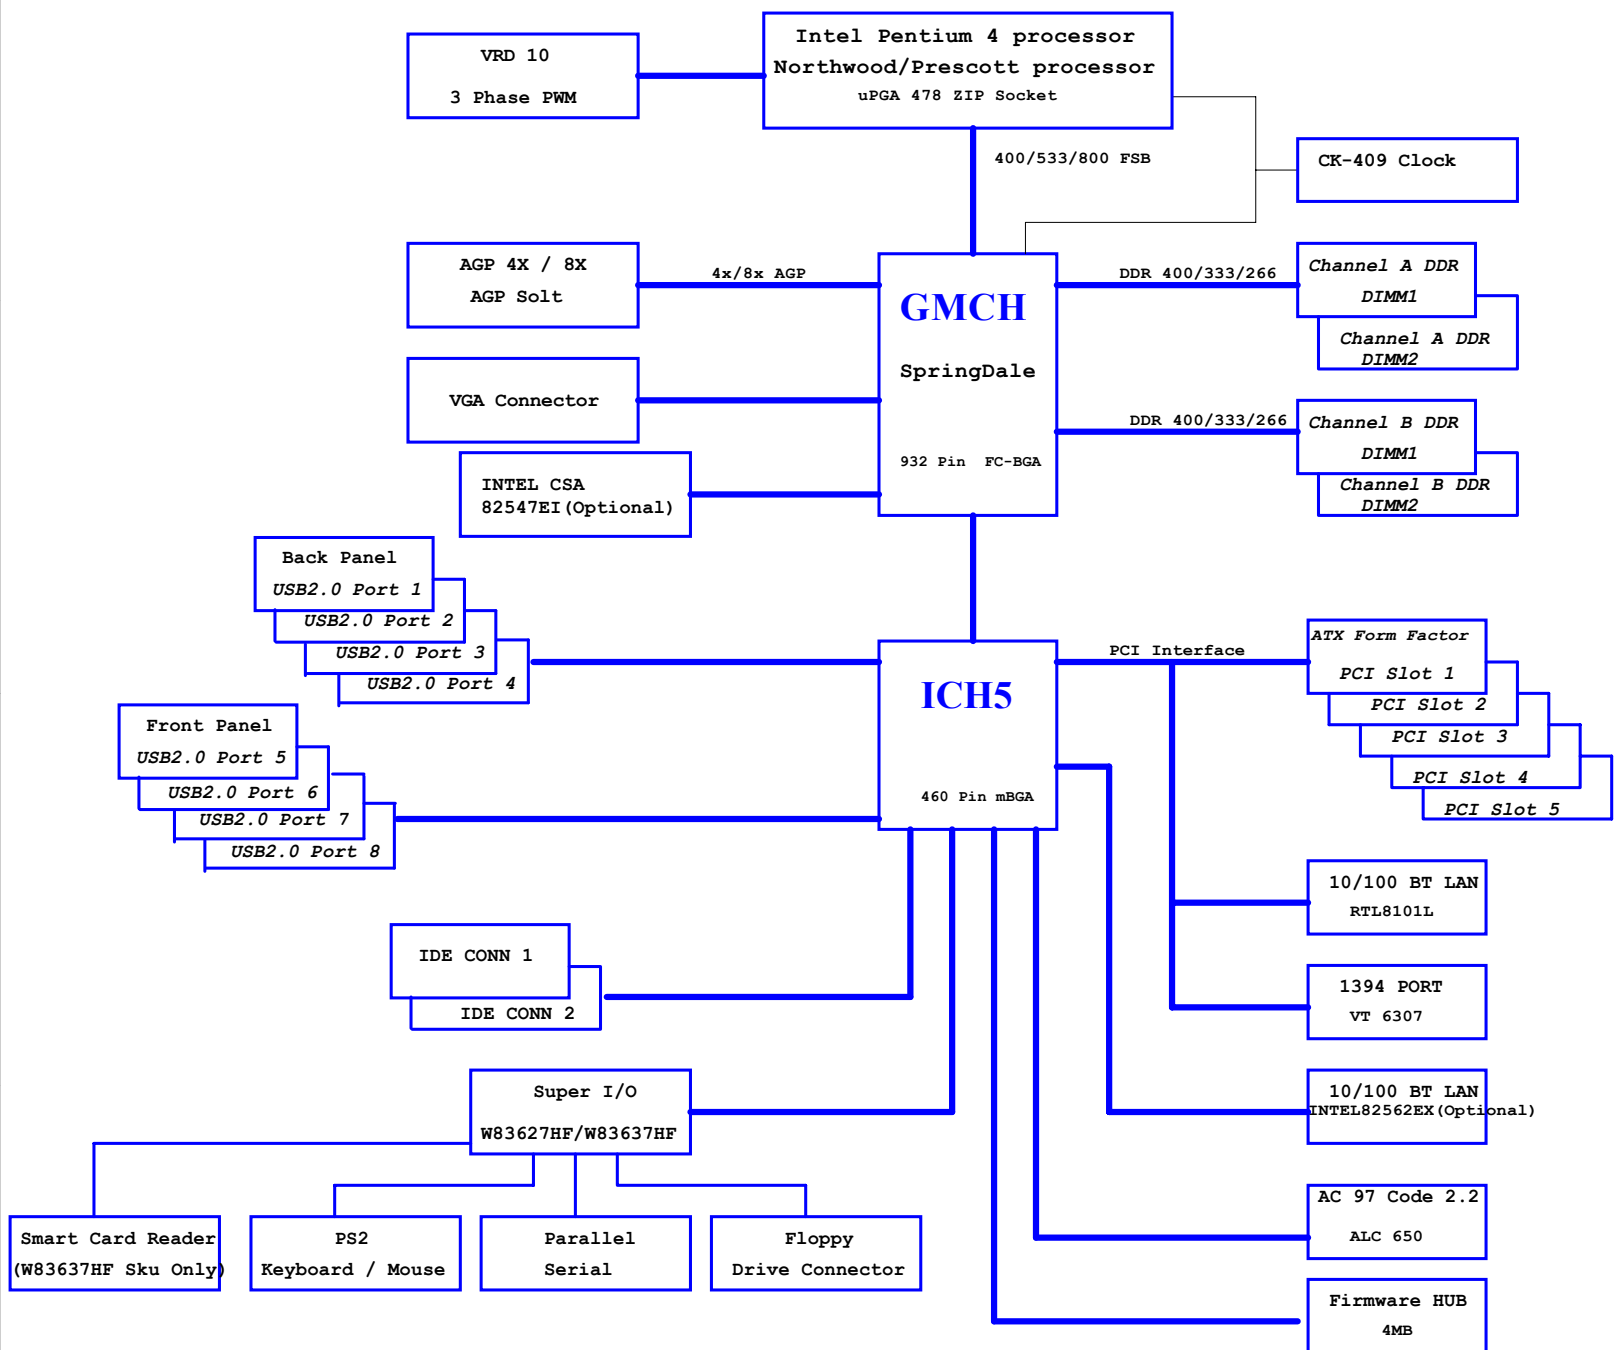 Intel Pentium 4 processor
Northwood/Prescott processor
uPGA 478 ZIP Socket
VRD 10
3 Phase PWM
400/533/800 FSB
CK-409 Clock
AGP 4X / 8X
AGP Solt
4x/8x AGP
GMCH
SpringDale
932 Pin FC-BGA
DDR 400/333/266
Channel A DDR
DIMM1
Channel A DDR
DIMM2
VGA Connector
DDR 400/333/266
Channel B DDR
DIMM1
Channel B DDR
DIMM2
INTEL CSA
82547EI(Optional)
Back Panel
USB2.0 Port 1
USB2.0 Port 2
USB2.0 Port 3
USB2.0 Port 4
Front Panel
USB2.0 Port 5
USB2.0 Port 6
USB2.0 Port 7
USB2.0 Port 8
ICH5
460 Pin mBGA
PCI Interface
ATX Form Factor
PCI Slot 1
PCI Slot 2
PCI Slot 3
PCI Slot 4
PCI Slot 5
10/100 BT LAN
RTL8101L
IDE CONN 1
IDE CONN 2
1394 PORT
VT 6307
Super I/O
W83627HF/W83637HF
10/100 BT LAN
INTEL82562EX(Optional)
Smart Card Reader
(W83637HF Sku Only)
PS2
Keyboard / Mouse
Parallel
Serial
Floppy
Drive Connector
AC 97 Code 2.2
ALC 650
Firmware HUB
4MB